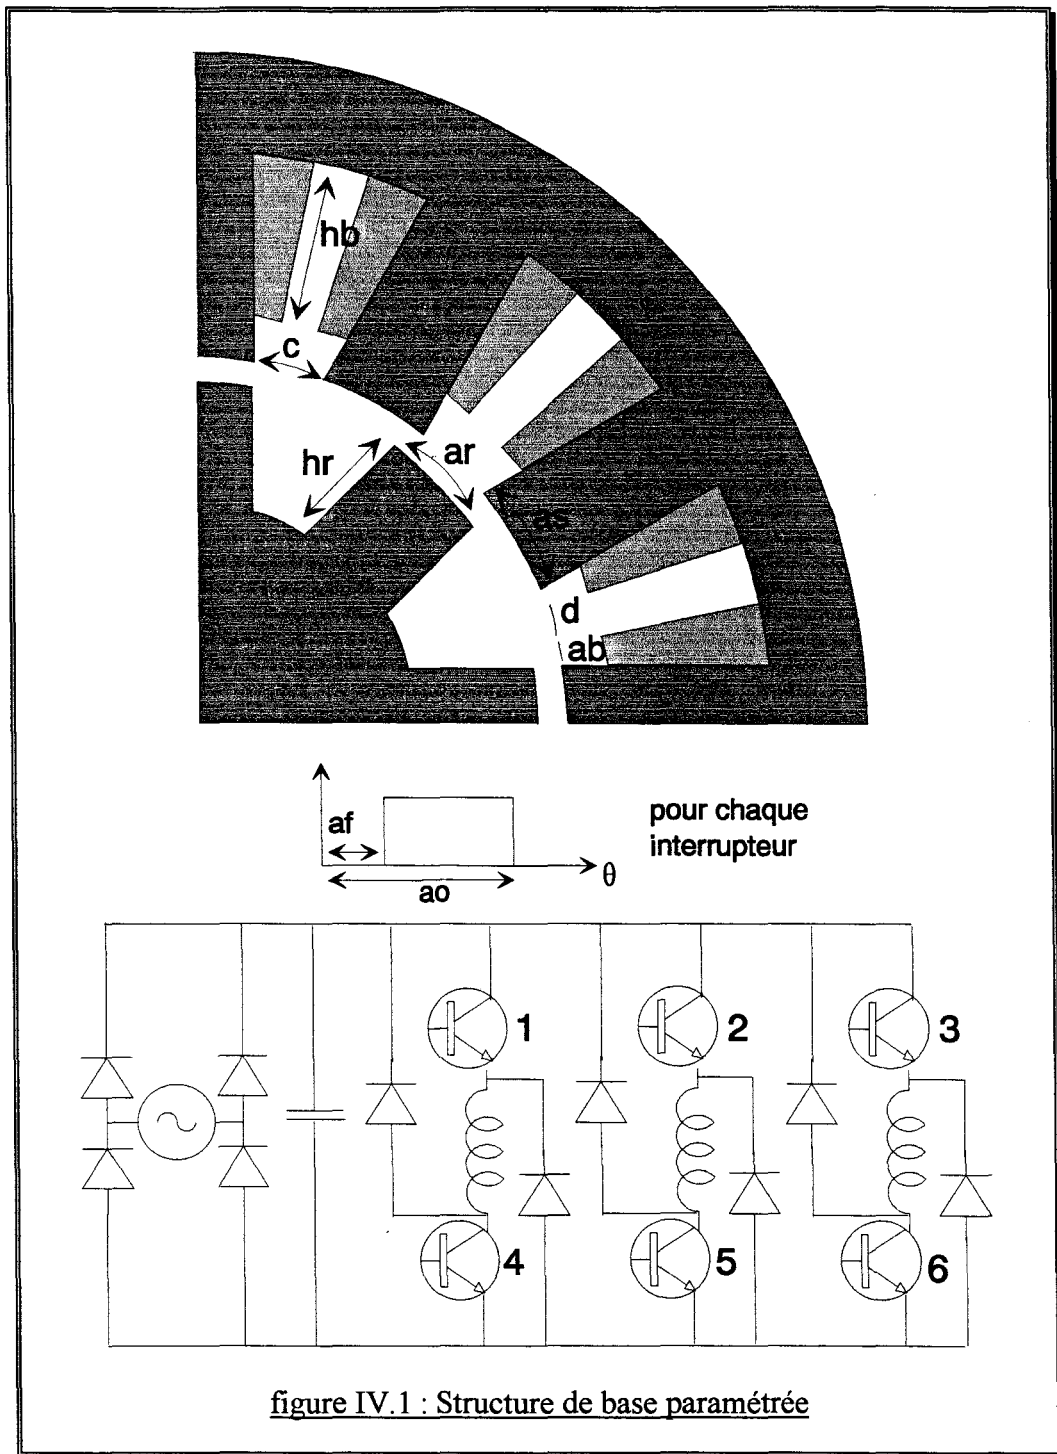 hb
c
hr
ar
as
d
ab
af
pour chaque
interrupteur
θ
ao
1
2
3
4
5
6
figure IV.1 : Structure de base paramétrée